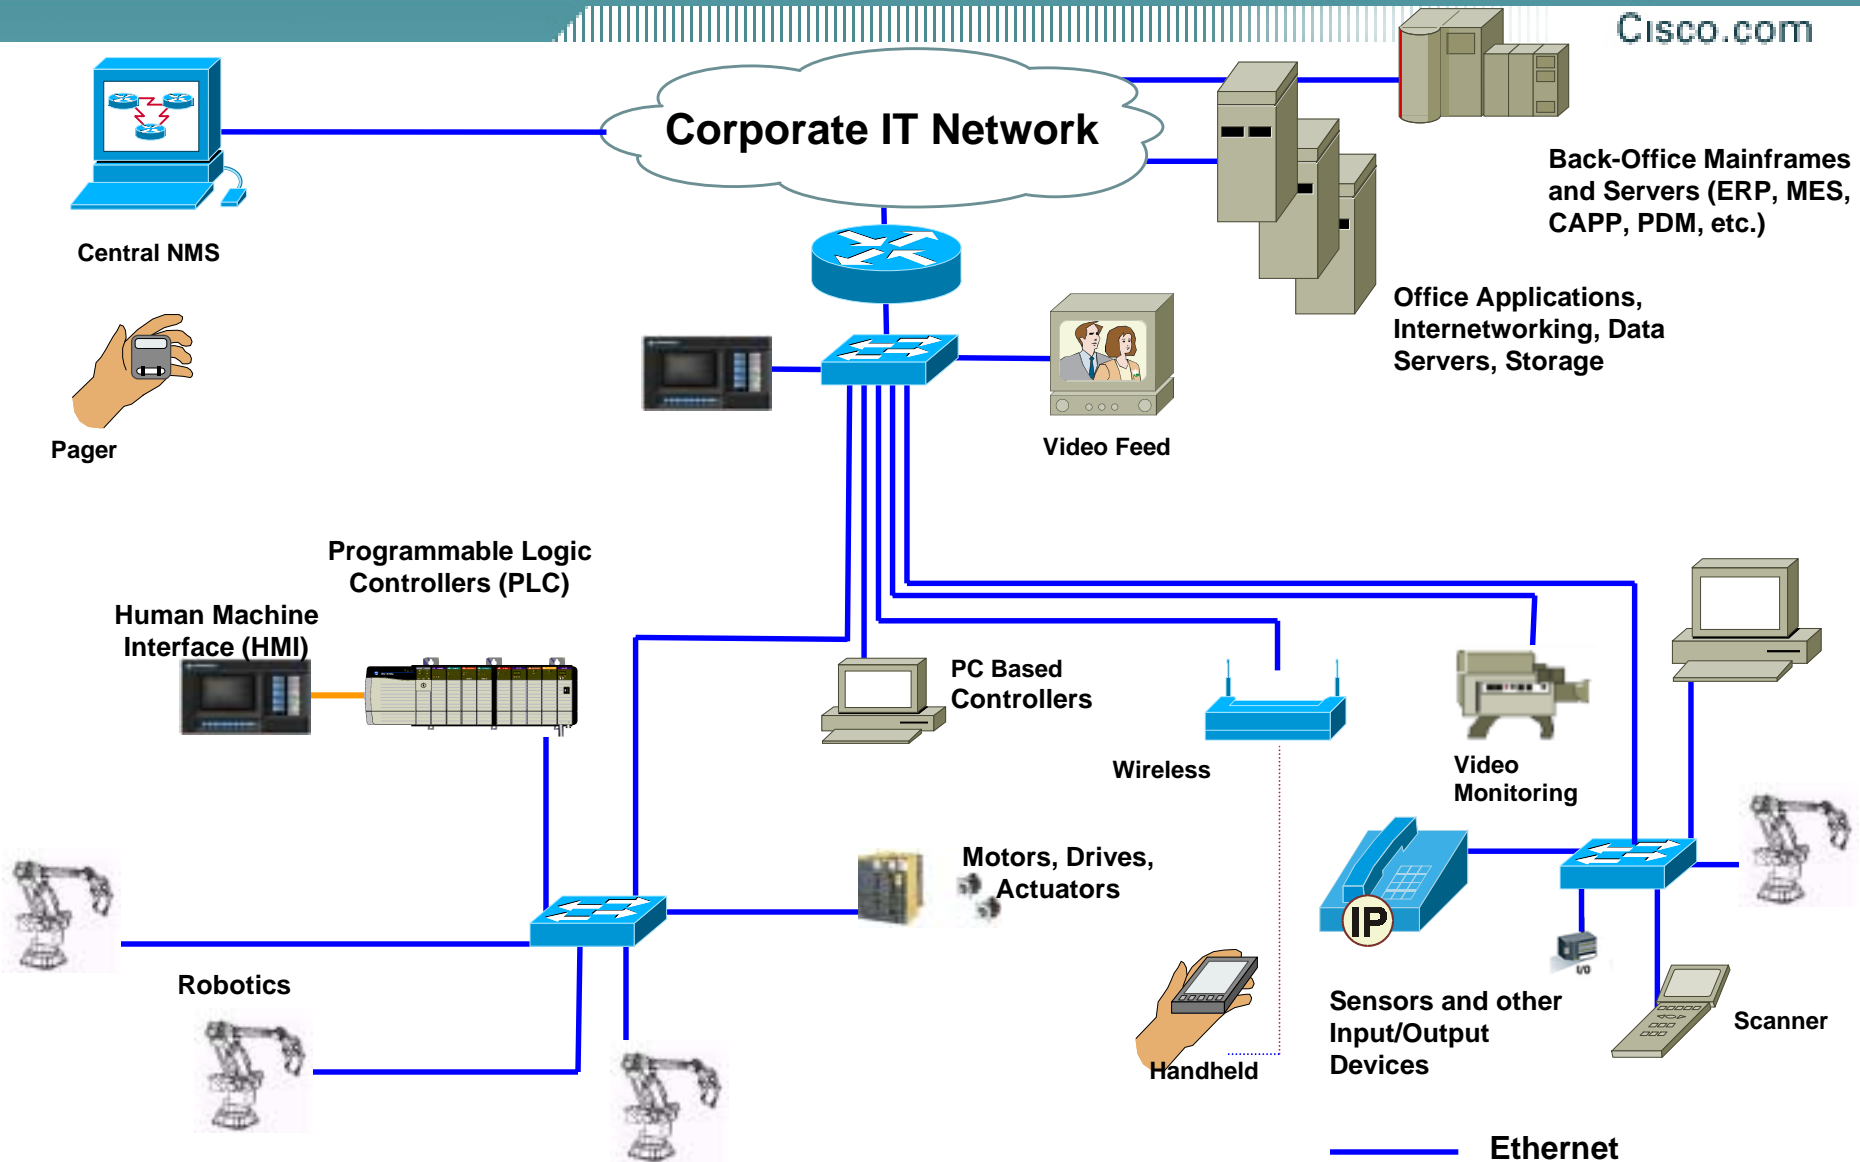 Cisco.com
Corporate IT Network
Back-Office Mainframes
and Servers (ERP, MES,
CAPP, PDM, etc.)
Central NMS
Office Applications,
Internetworking, Data
Servers, Storage
Pager
Video Feed
Programmable Logic
Controllers (PLC)
Human Machine
Interface (HMI)
PC Based
Controllers
Wireless
Video
Monitoring
Motors, Drives,
Actuators
IP
I/O
Robotics
Sensors and other
Input/Output
Devices
Scanner
Handheld
Ethernet